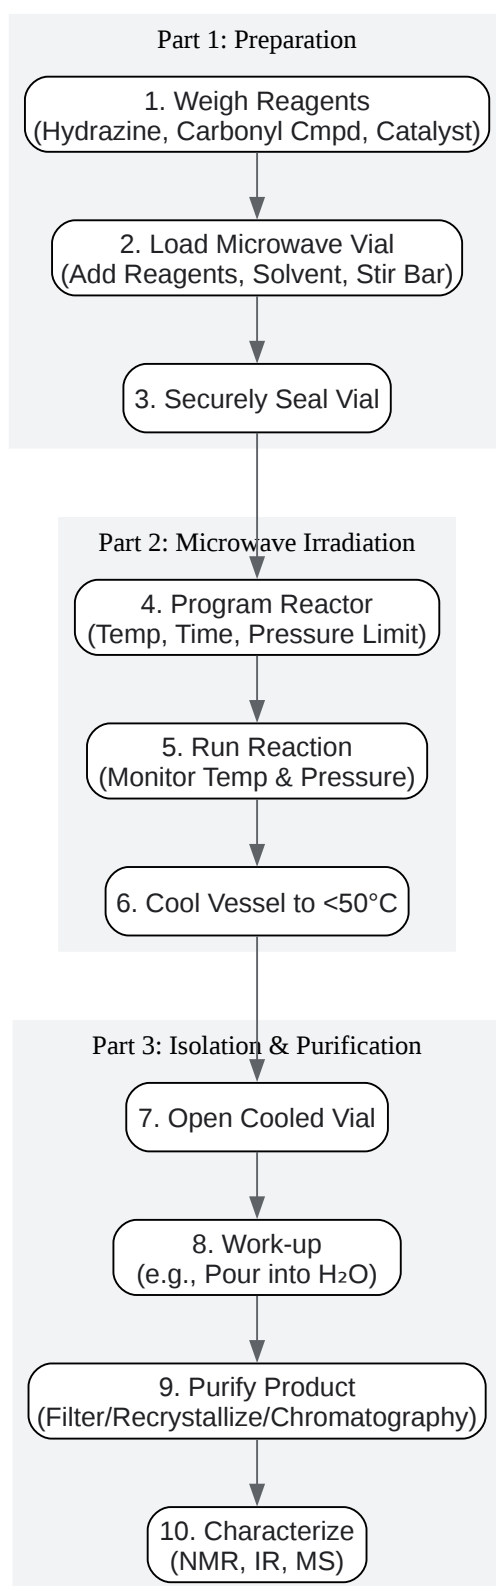 Part 1: Preparation
1. Weigh Reagents
(Hydrazine, Carbonyl Cmpd, Catalyst)
2. Load Microwave Vial
(Add Reagents, Solvent, Stir Bar)
3. Securely Seal Vial
Part 2: Microwave Irradiation
4. Program Reactor
(Temp, Time, Pressure Limit)
5. Run Reaction
(Monitor Temp & Pressure)
6. Cool Vessel to <50°C
Part 3: Isolation & Purification
7. Open Cooled Vial
8. Work-up
(e.g., Pour into H₂O)
9. Purify Product
(Filter/Recrystallize/Chromatography)
10. Characterize
(NMR, IR, MS)